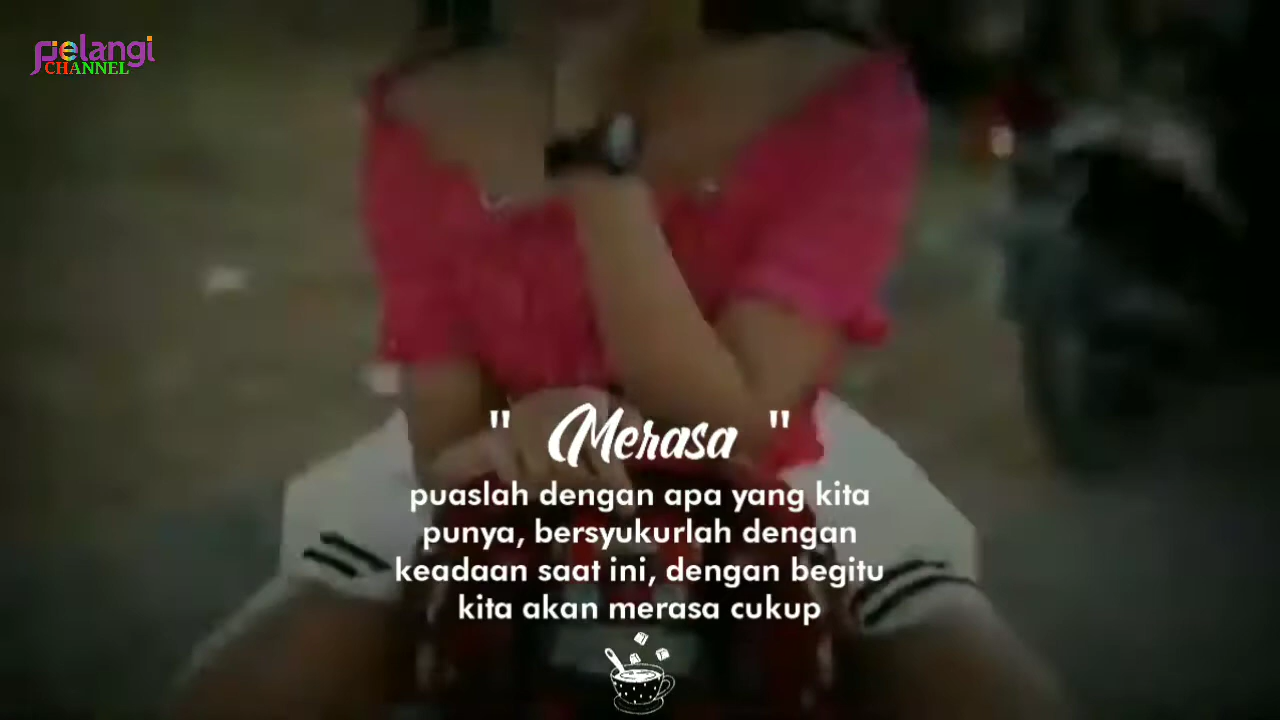 pelangi
CHANNEL
" Merasa "
puaslah dengan apa yang kita
punya, bersyukurlah dengan
keadaan saat ini, dengan begitu
kita akan merasa cukup